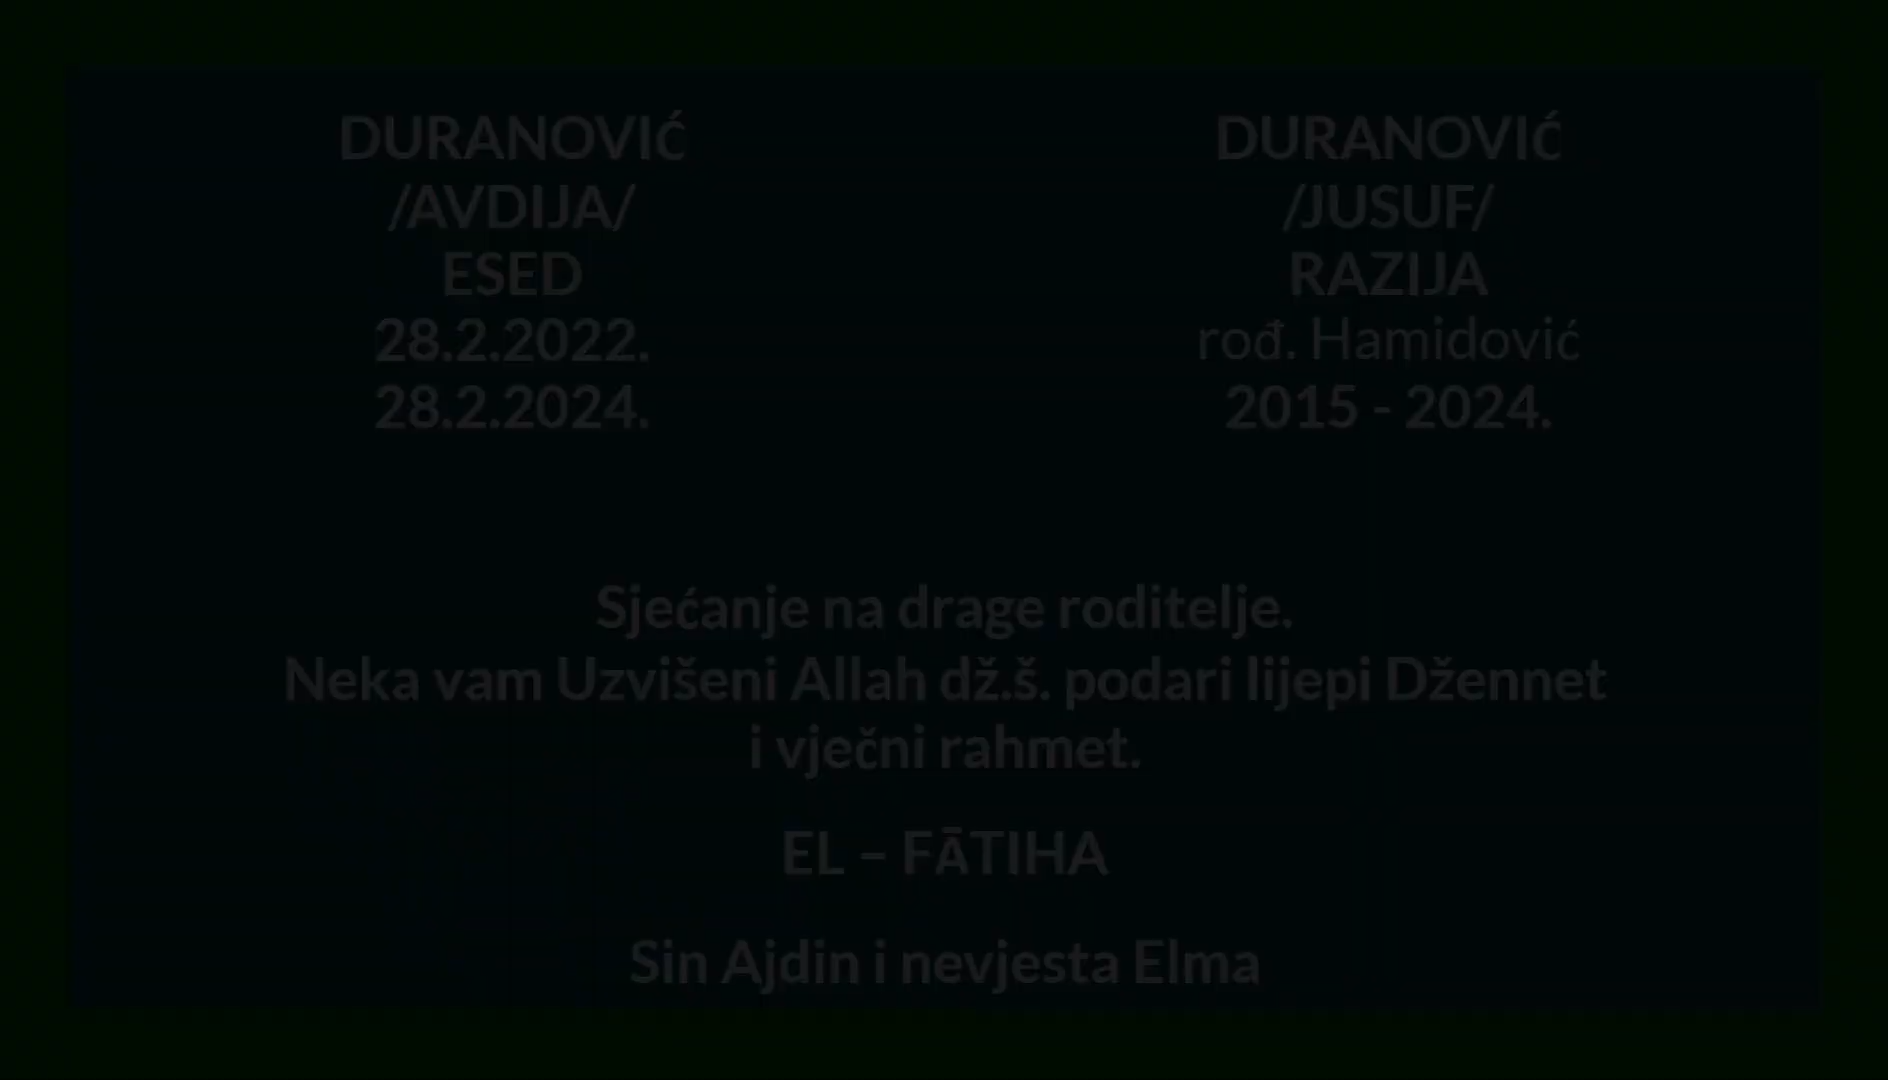 DURANOVIĆ
/AVDIJA/
ESED
28.2.2022.
28.2.2024.
DURANOVIĆ
/JUSUF/
RAZIJA
rođ. Hamidović
2015 - 2024.
Sjećanje na drage roditelje.
Neka vam Uzvišeni Allah dž.š. podari lijepi Džennet
i vječni rahmet.
EL – FĀTIHA
Sin Ajdin i nevjesta Elma